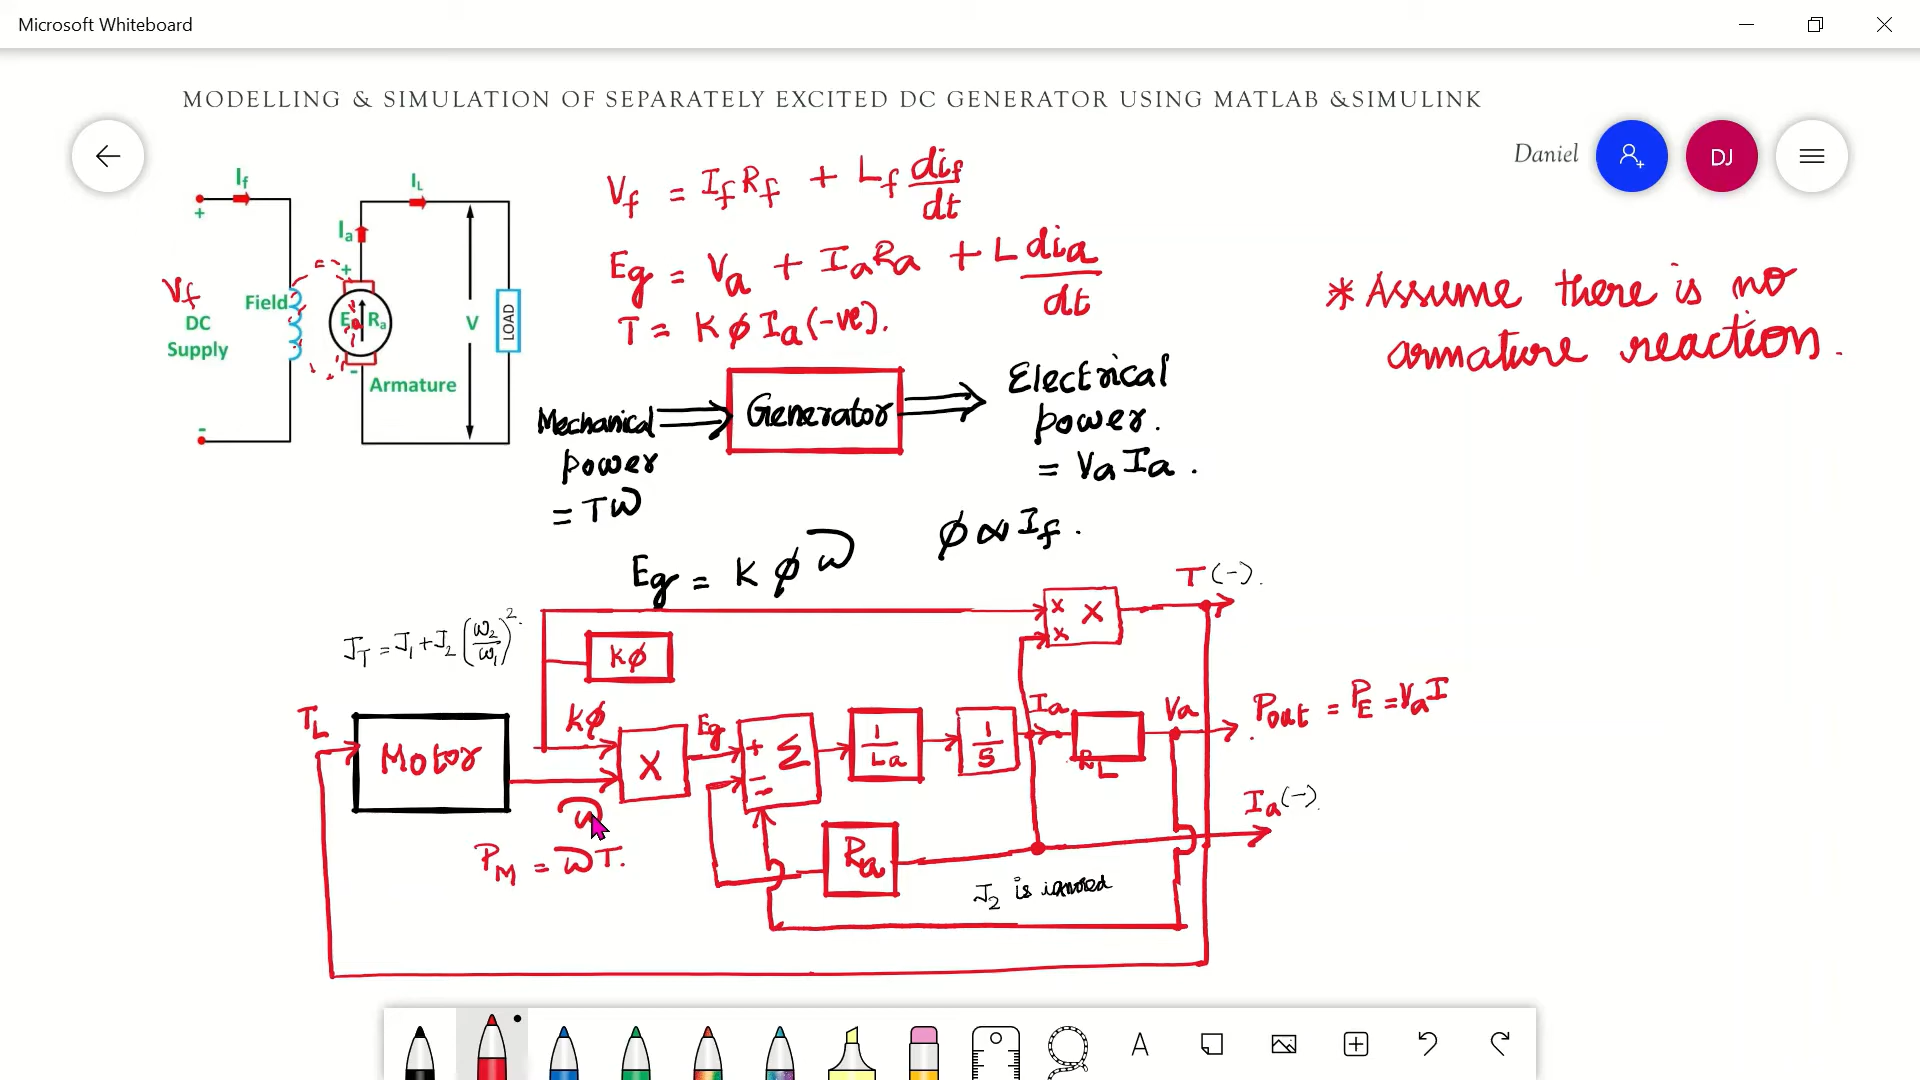 Microsoft Whiteboard
MODELLING & SIMULATION OF SEPARATELY EXCITED DC GENERATOR USING MATLAB &SIMULINK
Daniel
DJ
If
+
Vf
DC
Supply
-
Field
Ia
+
Ra
-
Armature
IL
V
LOAD
Vf = IfRf + Lf dif/dt
Eg = Va + IaRa + L dia/dt
T = KϕIa(-ve).
* Assume there is no
armature reaction.
Mechanical
power
= Tω
Generator
Electrical
power.
= VaIa.
Eg = Kϕω
ϕ∝If.
JT = J1 + J2 (ω2/ω1)².
Kϕ
x
x
X
T(-).
TL
Motor
Kϕ
ω
PM = ωT.
X
Eg
+
-
-
Σ
1/La
1/S
Ia
RL
Va
Pout = PE = VaI
Ia(-).
Ra
J2 is ignored
A